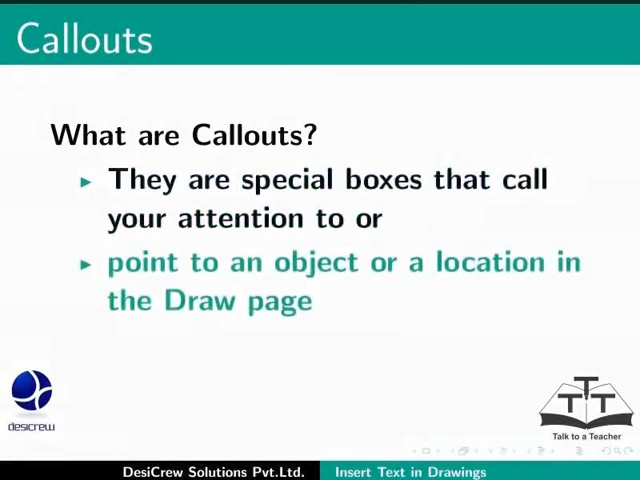 Callouts
What are Callouts?
They are special boxes that call
your attention to or
point to an object or a location in
the Draw page
desicrew
TTT
Talk to a Teacher
DesiCrew Solutions Pvt.Ltd. Insert Text in Drawings